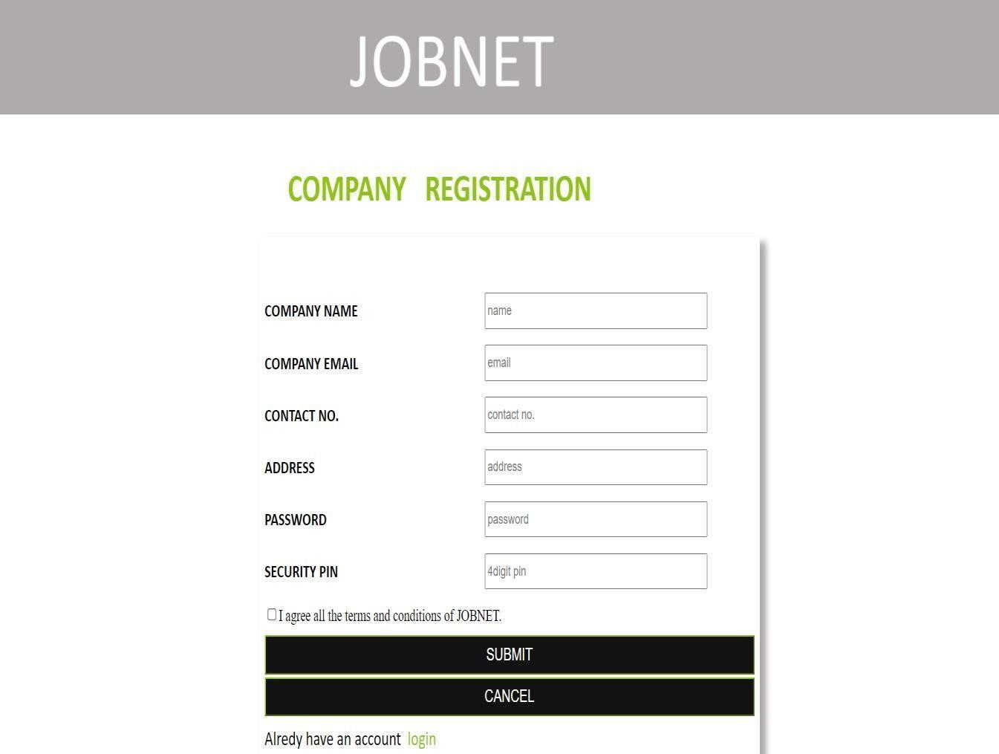 JOBNET
COMPANY REGISTRATION
COMPANY NAME name
COMPANY EMAIL email
CONTACT NO. contact no.
ADDRESS address
PASSWORD password
SECURITY PIN 4digit pin
I agree all the terms and conditions of JOBNET.
SUBMIT
CANCEL
Alredy have an account login